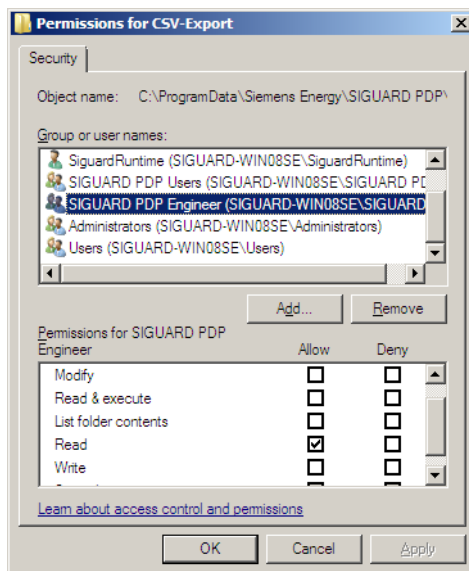 Permissions for CSV-Export
Security
Object name: C:\ProgramData\Siemens Energy\SIGUARD PDP\
Group or user names:
SiguardRuntime (SIGUARD-WIN08SE\SiguardRuntime)
SIGUARD PDP Users (SIGUARD-WIN08SE\SIGUARD PD
SIGUARD PDP Engineer (SIGUARD-WIN08SE\SIGUARD
Administrators (SIGUARD-WIN08SE\Administrators)
Users (SIGUARD-WIN08SE\Users)
Add... Remove
Permissions for SIGUARD PDP
Engineer Allow Deny
Modify
Read & execute
List folder contents
Read
Write
Learn about access control and permissions
OK Cancel Apply